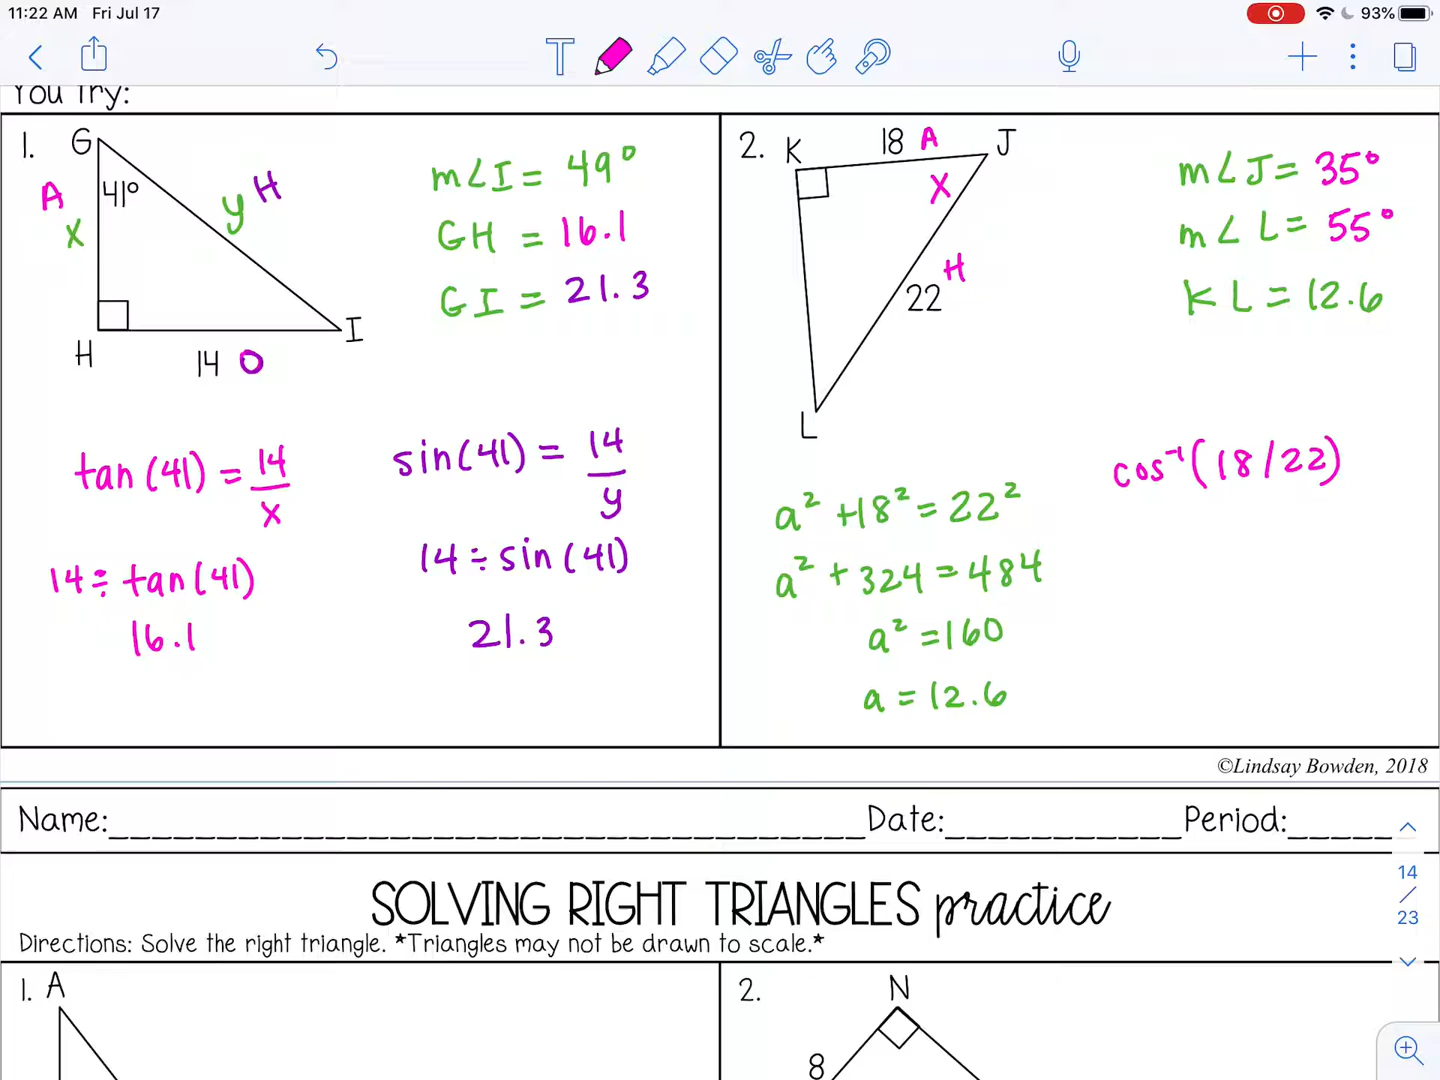 11:22 AM Fri Jul 17
93%
You Try:
1.
G
A
41°
X
y H
H
14 O
I
m∠I = 49°
GH = 16.1
GI = 21.3
tan(41) = 14/x
14 ÷ tan(41)
16.1
sin(41) = 14/y
14 ÷ sin(41)
21.3
2.
K
18 A
J
X
H
22
L
m∠J = 35°
m∠L = 55°
KL = 12.6
a² + 18² = 22²
a² + 324 = 484
a² = 160
a = 12.6
cos⁻¹(18/22)
©Lindsay Bowden, 2018
Name:____________________ Date:__________ Period:_____
SOLVING RIGHT TRIANGLES practice
Directions: Solve the right triangle. *Triangles may not be drawn to scale.*
1.
A
2.
N
8
14
/
23